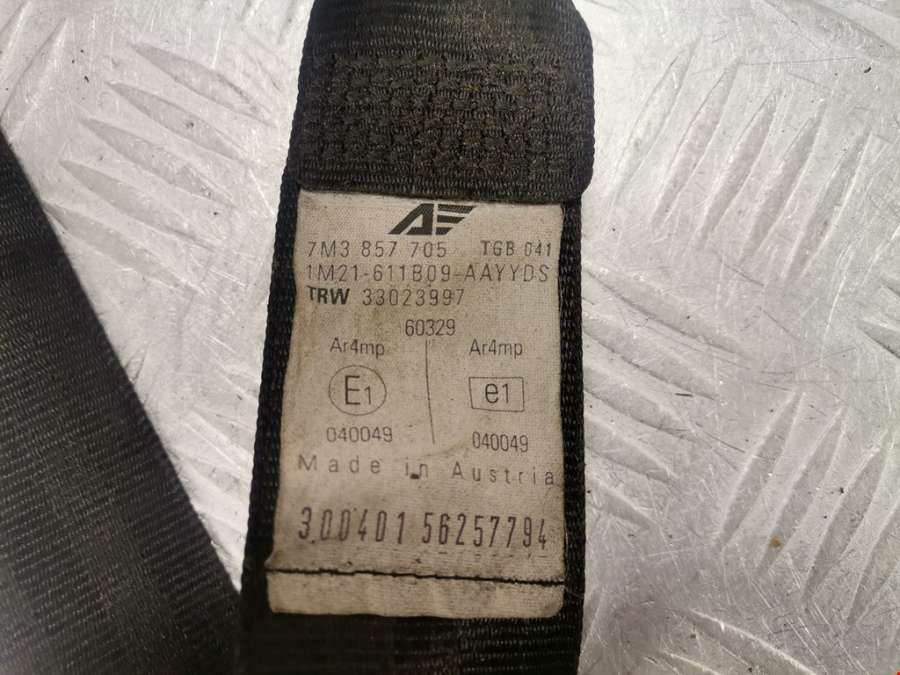 AE
7M3 857 705 TGB 041
1M21-611B09-AAYYDS
TRW 33023997
60329
Ar4mp Ar4mp
E1 e1
040049 040049
Made in Austria
300401 56257794